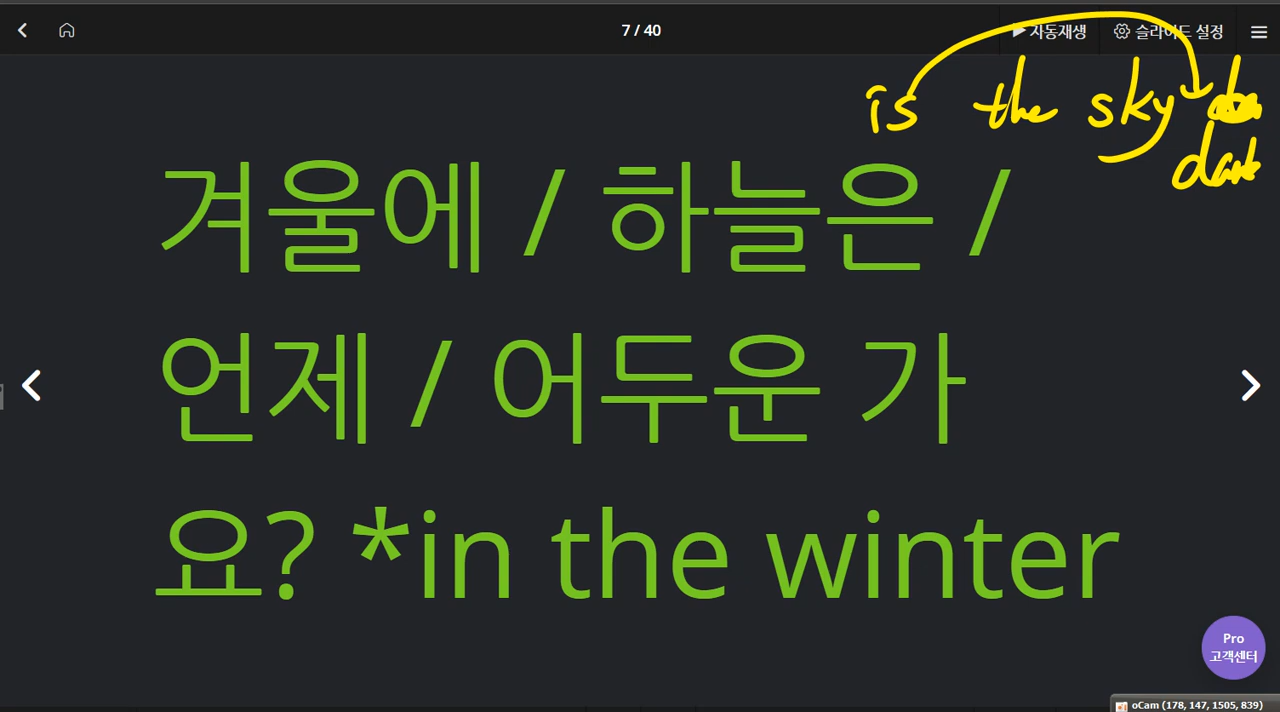 7 / 40
자동재생
슬라이드 설정
is the sky
dark
겨울에 / 하늘은 /
언제 / 어두운 가
요? *in the winter
Pro
고객센터
oCam (178, 147, 1505, 839)